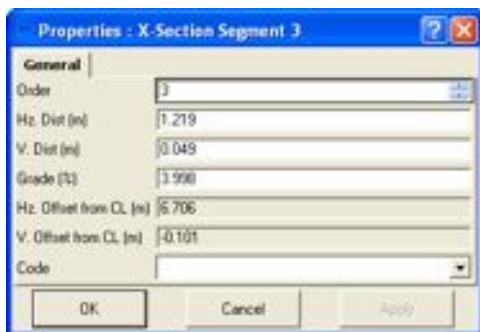 Properties : X-Section Segment 3
General
Order 3
Hz. Dist (m) 1.219
V. Dist (m) 0.049
Grade (%) 3.998
Hz. Offset from CL (m) 6.706
V. Offset from CL (m) -0.101
Code
OK Cancel Apply